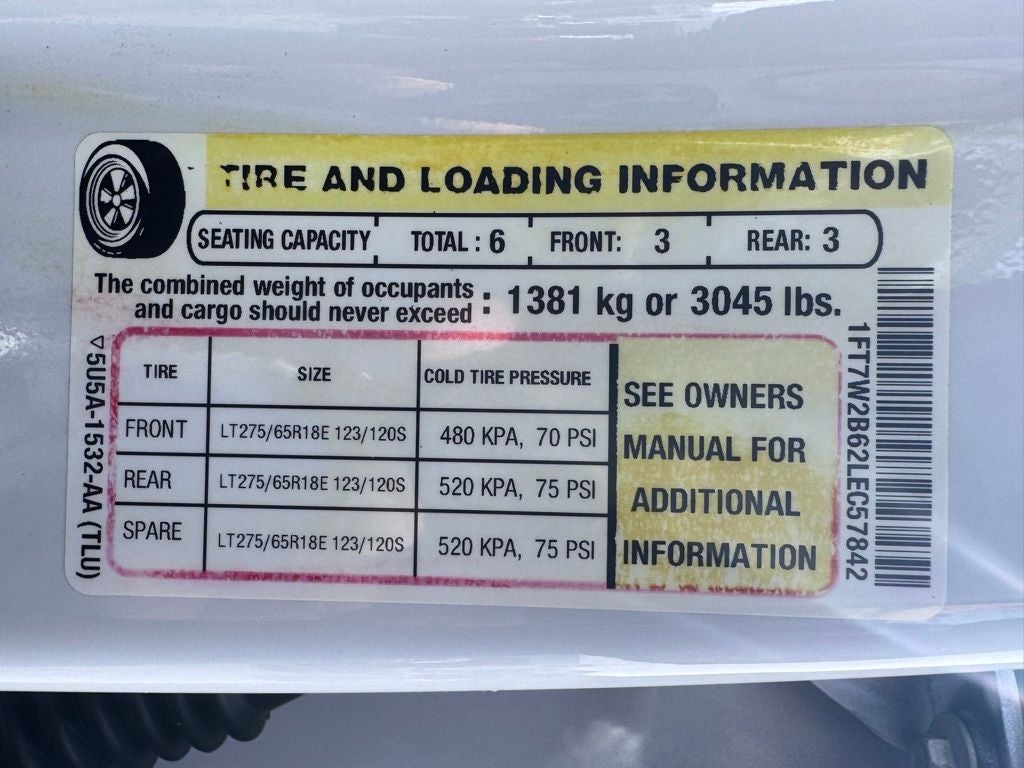 TIRE AND LOADING INFORMATION
SEATING CAPACITY TOTAL : 6 FRONT: 3 REAR: 3
The combined weight of occupants
and cargo should never exceed : 1381 kg or 3045 lbs.
TIRE SIZE COLD TIRE PRESSURE
FRONT LT275/65R18E 123/120S 480 KPA, 70 PSI
REAR LT275/65R18E 123/120S 520 KPA, 75 PSI
SPARE LT275/65R18E 123/120S 520 KPA, 75 PSI
SEE OWNERS
MANUAL FOR
ADDITIONAL
INFORMATION
5U5A-1532-AA (TLU)
1FT7W2B62LEC57842